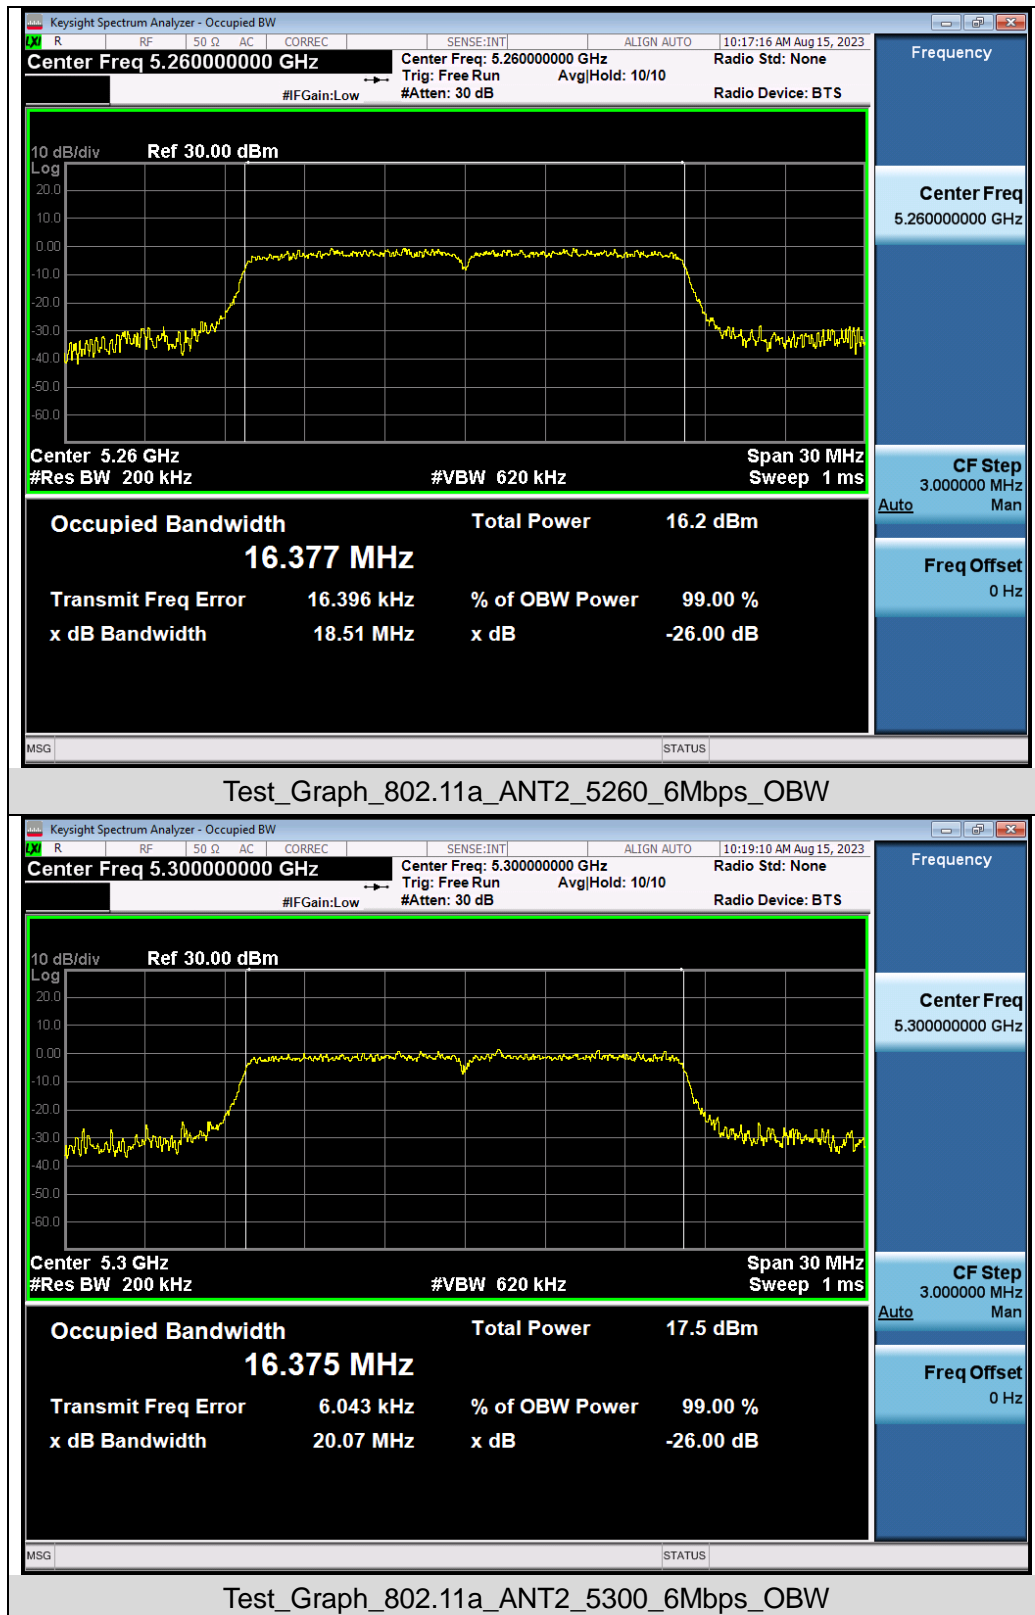 Keysight Spectrum Analyzer - Occupied BW
LXI R RF 50 Ω AC CORREC SENSE:INT ALIGN AUTO 10:17:16 AM Aug 15, 2023
Center Freq 5.260000000 GHz Center Freq: 5.260000000 GHz Radio Std: None Frequency
Trig: Free Run Avg|Hold: 10/10
#IFGain:Low #Atten: 30 dB Radio Device: BTS
10 dB/div Ref 30.00 dBm
Log
20.0
10.0
0.00
-10.0
-20.0
-30.0
-40.0
-50.0
-60.0
Center Freq
5.260000000 GHz
Center 5.26 GHz Span 30 MHz
#Res BW 200 kHz #VBW 620 kHz Sweep 1 ms
CF Step
3.000000 MHz
Auto Man
Occupied Bandwidth Total Power 16.2 dBm
16.377 MHz
Freq Offset
0 Hz
Transmit Freq Error 16.396 kHz % of OBW Power 99.00 %
x dB Bandwidth 18.51 MHz x dB -26.00 dB
MSG STATUS
Test_Graph_802.11a_ANT2_5260_6Mbps_OBW
Keysight Spectrum Analyzer - Occupied BW
LXI R RF 50 Ω AC CORREC SENSE:INT ALIGN AUTO 10:19:10 AM Aug 15, 2023
Center Freq 5.300000000 GHz Center Freq: 5.300000000 GHz Radio Std: None Frequency
Trig: Free Run Avg|Hold: 10/10
#IFGain:Low #Atten: 30 dB Radio Device: BTS
10 dB/div Ref 30.00 dBm
Log
20.0
10.0
0.00
-10.0
-20.0
-30.0
-40.0
-50.0
-60.0
Center Freq
5.300000000 GHz
Center 5.3 GHz Span 30 MHz
#Res BW 200 kHz #VBW 620 kHz Sweep 1 ms
CF Step
3.000000 MHz
Auto Man
Occupied Bandwidth Total Power 17.5 dBm
16.375 MHz
Freq Offset
0 Hz
Transmit Freq Error 6.043 kHz % of OBW Power 99.00 %
x dB Bandwidth 20.07 MHz x dB -26.00 dB
MSG STATUS
Test_Graph_802.11a_ANT2_5300_6Mbps_OBW